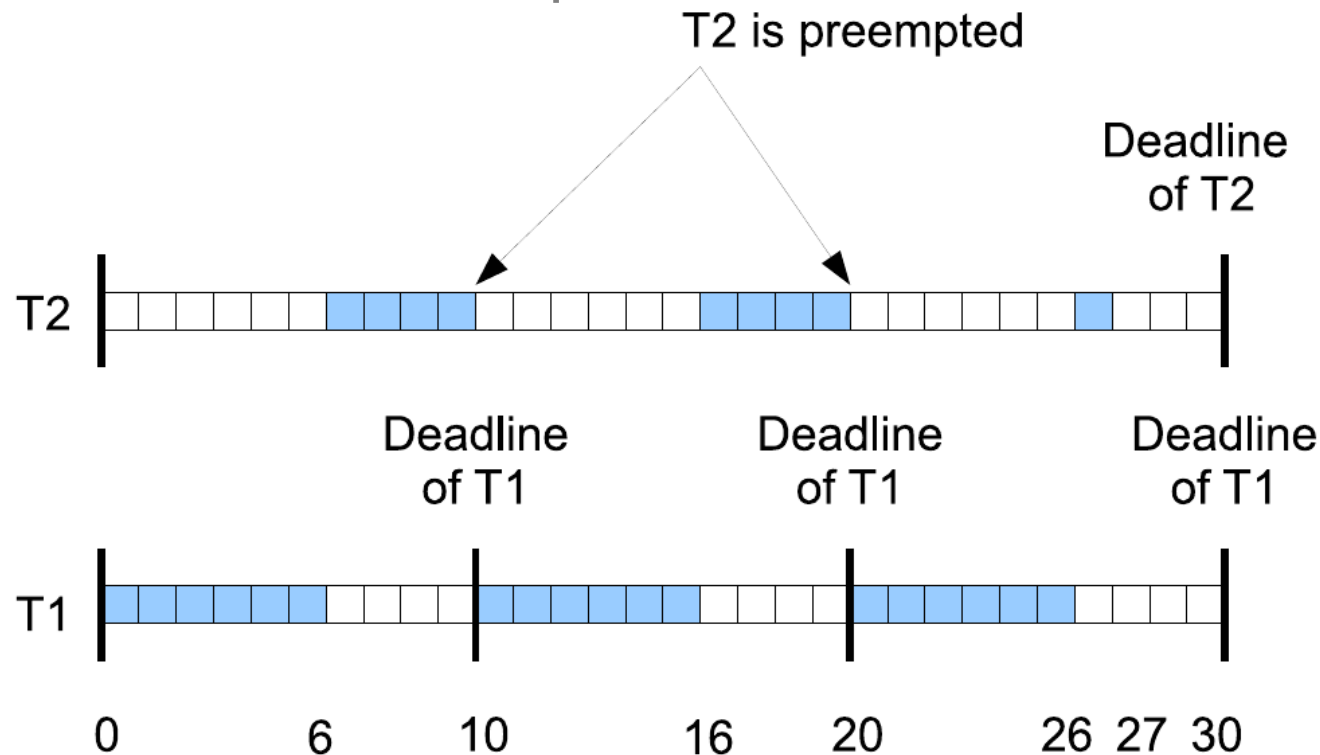 T2 is preempted
Deadline
of T2
T2
Deadline
of T1
Deadline
of T1
Deadline
of T1
T1
0 6 10 16 20 26 27 30